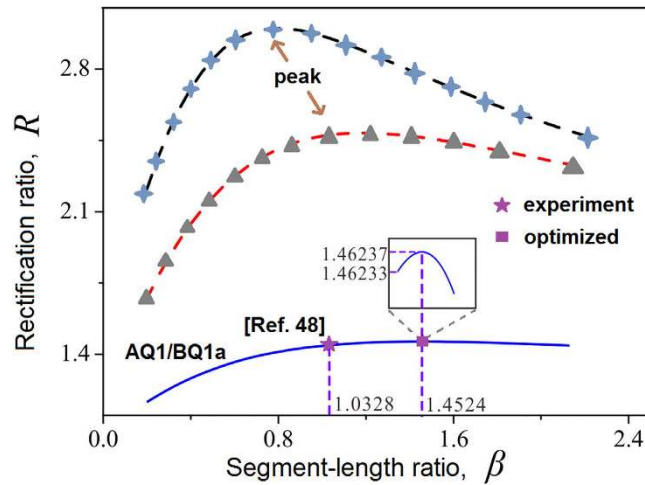 Rectification ratio, R
2.8
2.1
1.4
peak
experiment
optimized
1.46237
1.46233
[Ref. 48]
AQ1/BQ1a
1.0328
1.4524
0.0
0.8
1.6
2.4
Segment-length ratio, β